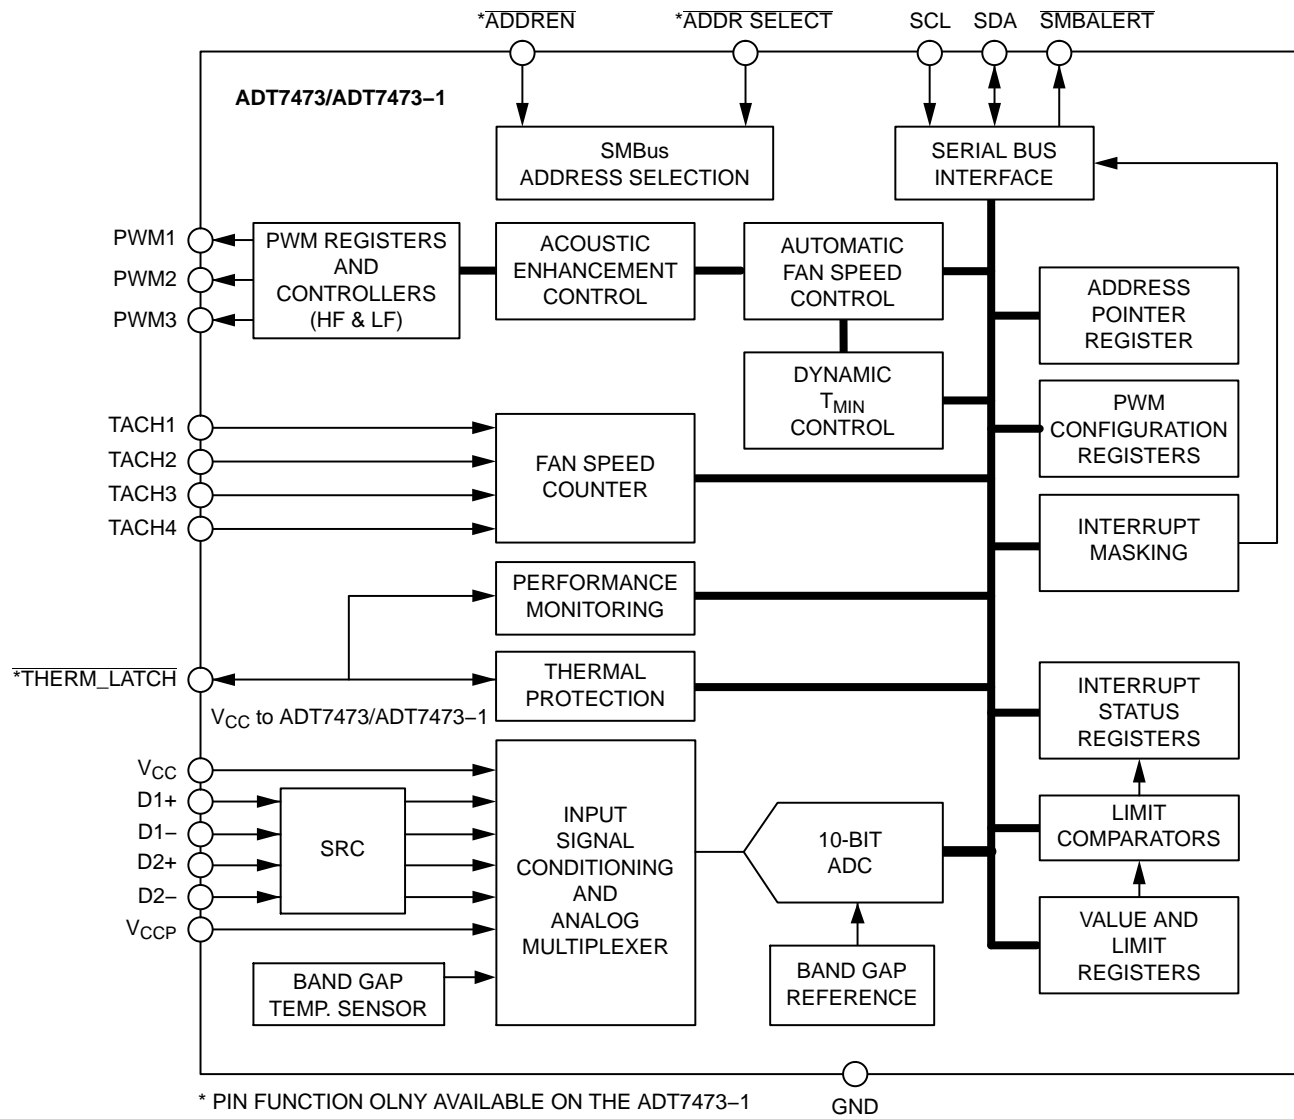 *ADDREN
*ADDR SELECT
SCL
SDA
SMBALERT
ADT7473/ADT7473–1
SMBus
ADDRESS SELECTION
SERIAL BUS
INTERFACE
PWM1
PWM2
PWM3
PWM REGISTERS
AND
CONTROLLERS
(HF & LF)
ACOUSTIC
ENHANCEMENT
CONTROL
AUTOMATIC
FAN SPEED
CONTROL
ADDRESS
POINTER
REGISTER
DYNAMIC
TMIN
CONTROL
PWM
CONFIGURATION
REGISTERS
TACH1
TACH2
TACH3
TACH4
FAN SPEED
COUNTER
INTERRUPT
MASKING
PERFORMANCE
MONITORING
*THERM_LATCH
THERMAL
PROTECTION
INTERRUPT
STATUS
REGISTERS
VCC to ADT7473/ADT7473–1
VCC
D1+
D1–
D2+
D2–
VCCP
SRC
INPUT
SIGNAL
CONDITIONING
AND
ANALOG
MULTIPLEXER
10-BIT
ADC
LIMIT
COMPARATORS
VALUE AND
LIMIT
REGISTERS
BAND GAP
TEMP. SENSOR
BAND GAP
REFERENCE
* PIN FUNCTION OLNY AVAILABLE ON THE ADT7473–1
GND